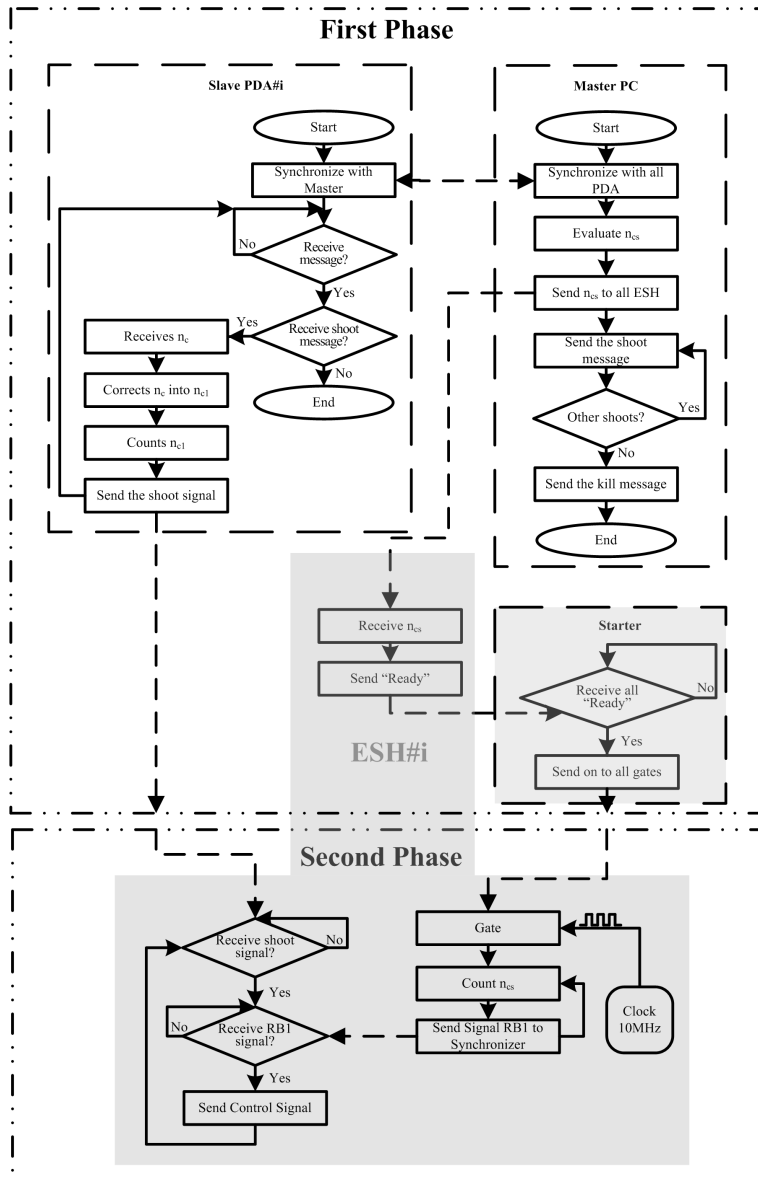 First Phase
Slave PDA#i
Start
Synchronize with
Master
No
Receive
message?
Yes
Yes
Receive shoot
message?
No
End
Receives nc
Corrects nc into nc1
Counts nc1
Send the shoot signal
Master PC
Start
Synchronize with all
PDA
Evaluate ncs
Send ncs to all ESH
Send the shoot
message
Other shoots?
Yes
No
Send the kill message
End
Receive ncs
Send “Ready”
ESH#i
Starter
Receive all
“Ready”
No
Yes
Send on to all gates
Second Phase
Receive shoot
signal?
No
Yes
No
Receive RB1
signal?
Yes
Send Control Signal
Gate
Count ncs
Send Signal RB1 to
Synchronizer
Clock
10MHz